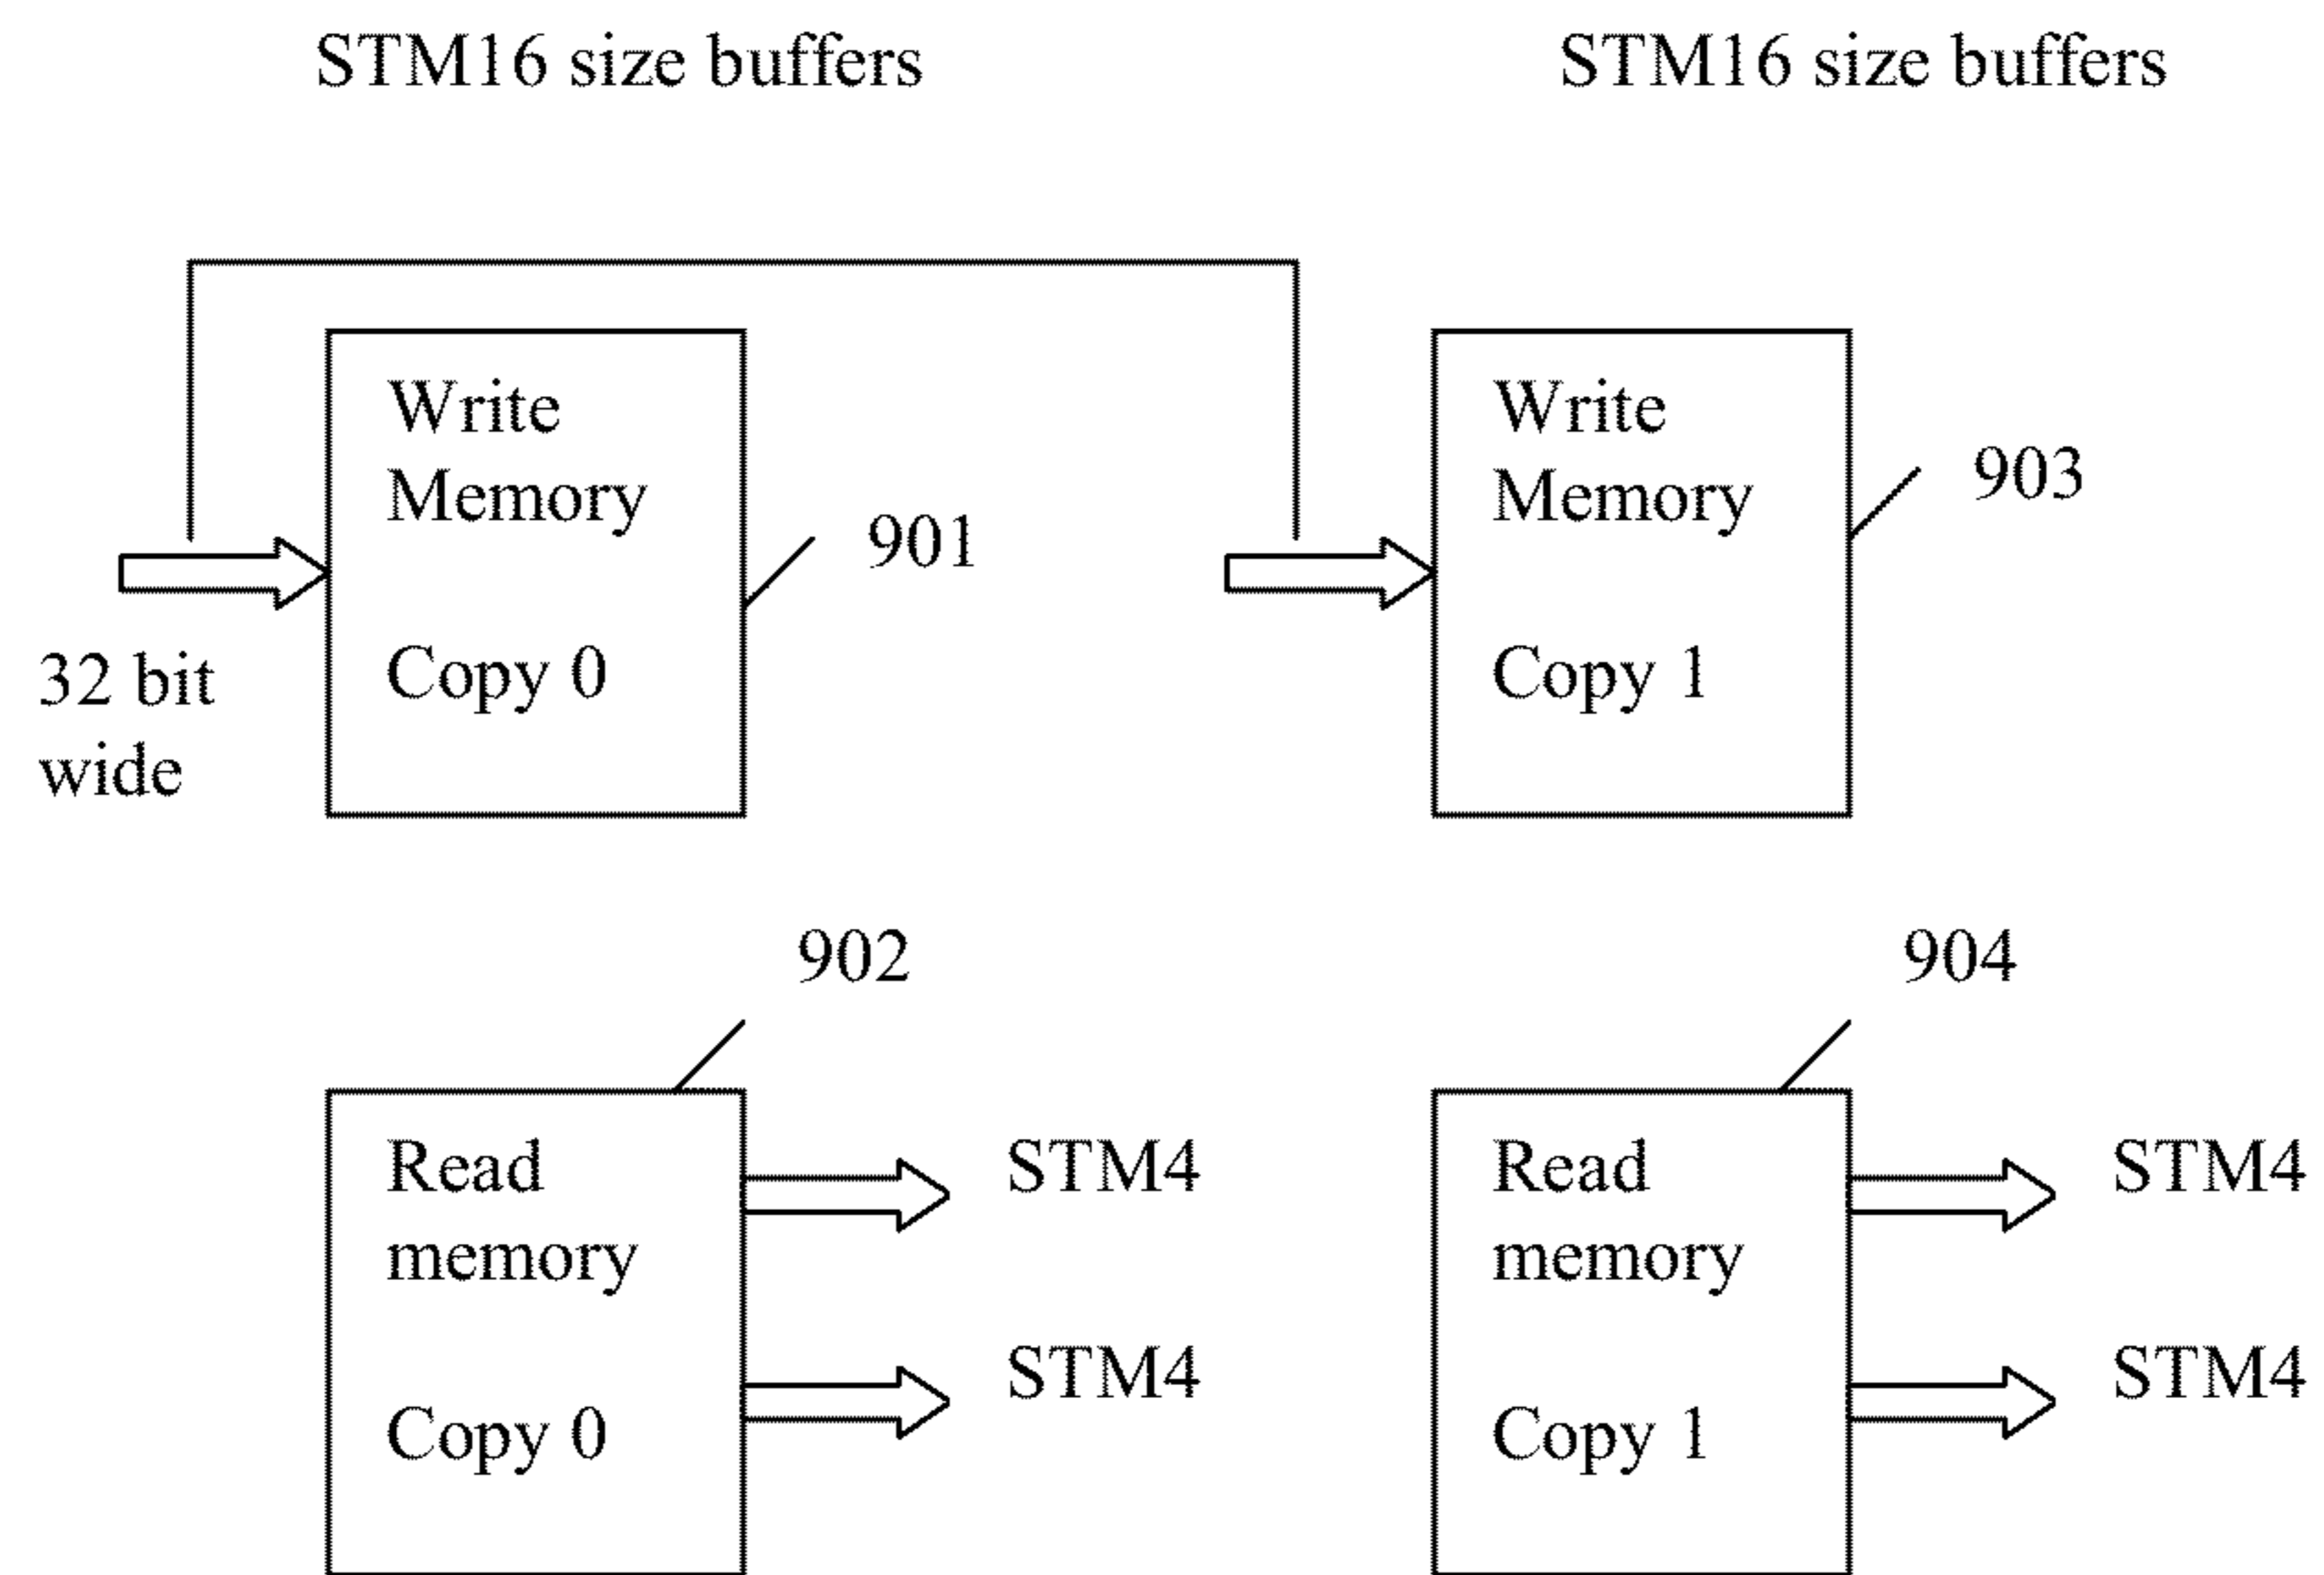 STM16 size buffers
STM16 size buffers
Write
Memory
Copy 0
901
32 bit
wide
Write
Memory
Copy 1
903
902
Read
memory
Copy 0
STM4
STM4
904
Read
memory
Copy 1
STM4
STM4